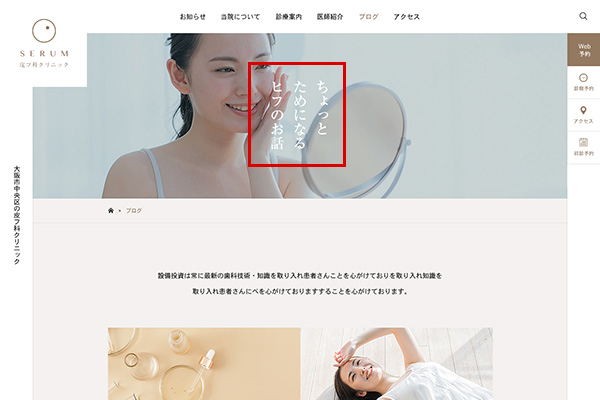 SERUM
皮フ科クリニック
お知らせ
当院について
診療案内
医師紹介
ブログ
アクセス
Web
予約
診察予約
アクセス
初診予約
ちょっと
ためになる
ヒフのお話
大阪市中央区の皮フ科クリニック
ブログ
設備投資は常に最新の歯科技術・知識を取り入れ患者さんことを心がけておりを取り入れ知識を
取り入れ患者さんにべを心がけておりますすることを心がけております。